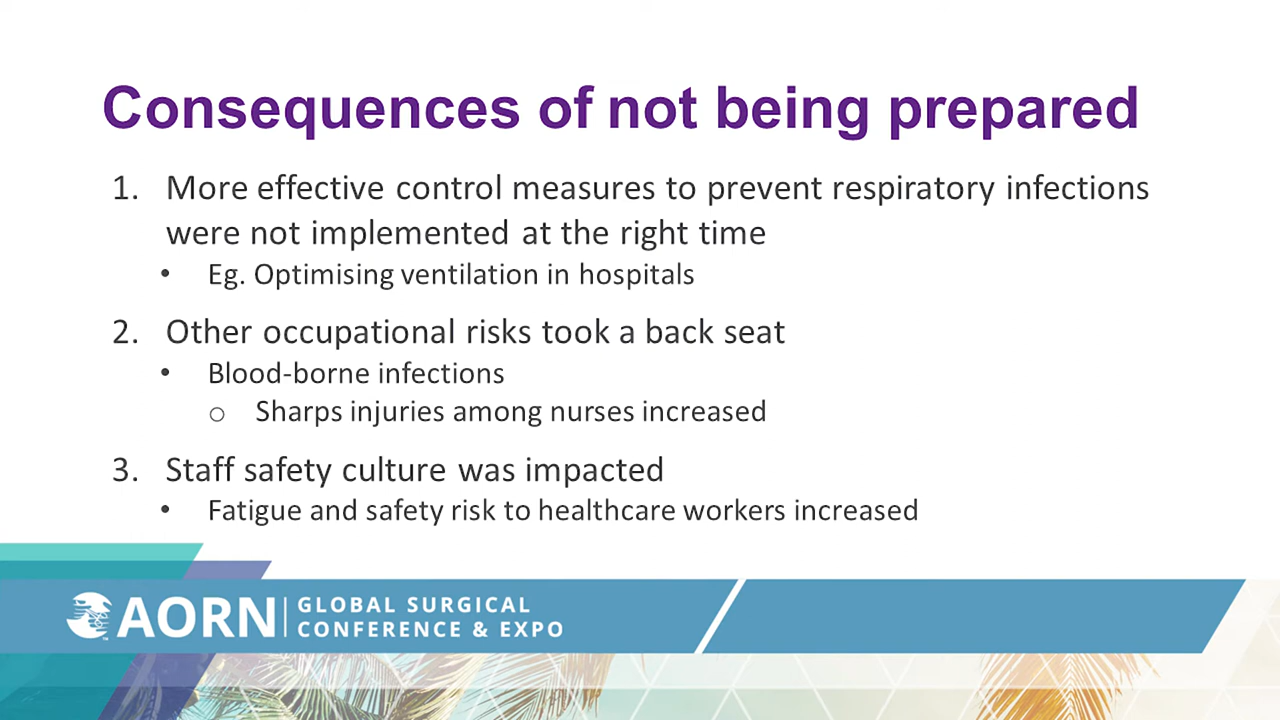 Consequences of not being prepared
1. More effective control measures to prevent respiratory infections
were not implemented at the right time
• Eg. Optimising ventilation in hospitals
2. Other occupational risks took a back seat
• Blood-borne infections
o Sharps injuries among nurses increased
3. Staff safety culture was impacted
• Fatigue and safety risk to healthcare workers increased
AORN GLOBAL SURGICAL
CONFERENCE & EXPO